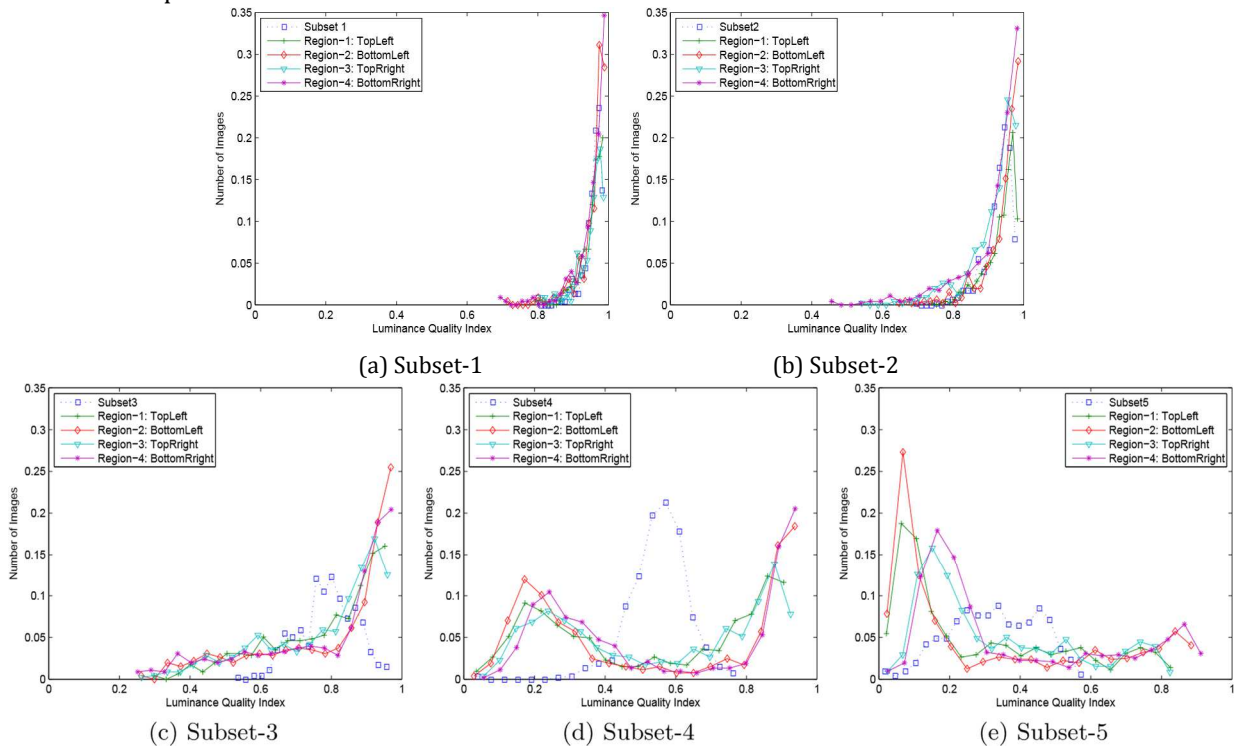 0.35
0.3
0.25
0.2
0.15
0.1
0.05
0
Number of Images
Subset 1
Region-1: TopLeft
Region-2: BottomLeft
Region-3: TopRright
Region-4: BottomRright
0 0.2 0.4 0.6 0.8 1
Luminance Quality Index
(a) Subset-1
0.35
0.3
0.25
0.2
0.15
0.1
0.05
0
Number of Images
Subset2
Region-1: TopLeft
Region-2: BottomLeft
Region-3: TopRright
Region-4: BottomRright
0 0.2 0.4 0.6 0.8 1
Luminance Quality Index
(b) Subset-2
0.35
0.3
0.25
0.2
0.15
0.1
0.05
0
Number of Images
Subset3
Region-1: TopLeft
Region-2: BottomLeft
Region-3: TopRright
Region-4: BottomRright
0 0.2 0.4 0.6 0.8 1
Luminance Quality Index
(c) Subset-3
0.35
0.3
0.25
0.2
0.15
0.1
0.05
0
Number of Images
Subset4
Region-1: TopLeft
Region-2: BottomLeft
Region-3: TopRright
Region-4: BottomRright
0 0.2 0.4 0.6 0.8 1
Luminance Quality Index
(d) Subset-4
0.35
0.3
0.25
0.2
0.15
0.1
0.05
0
Number of Images
Subset5
Region-1: TopLeft
Region-2: BottomLeft
Region-3: TopRright
Region-4: BottomRright
0 0.2 0.4 0.6 0.8 1
Luminance Quality Index
(e) Subset-5